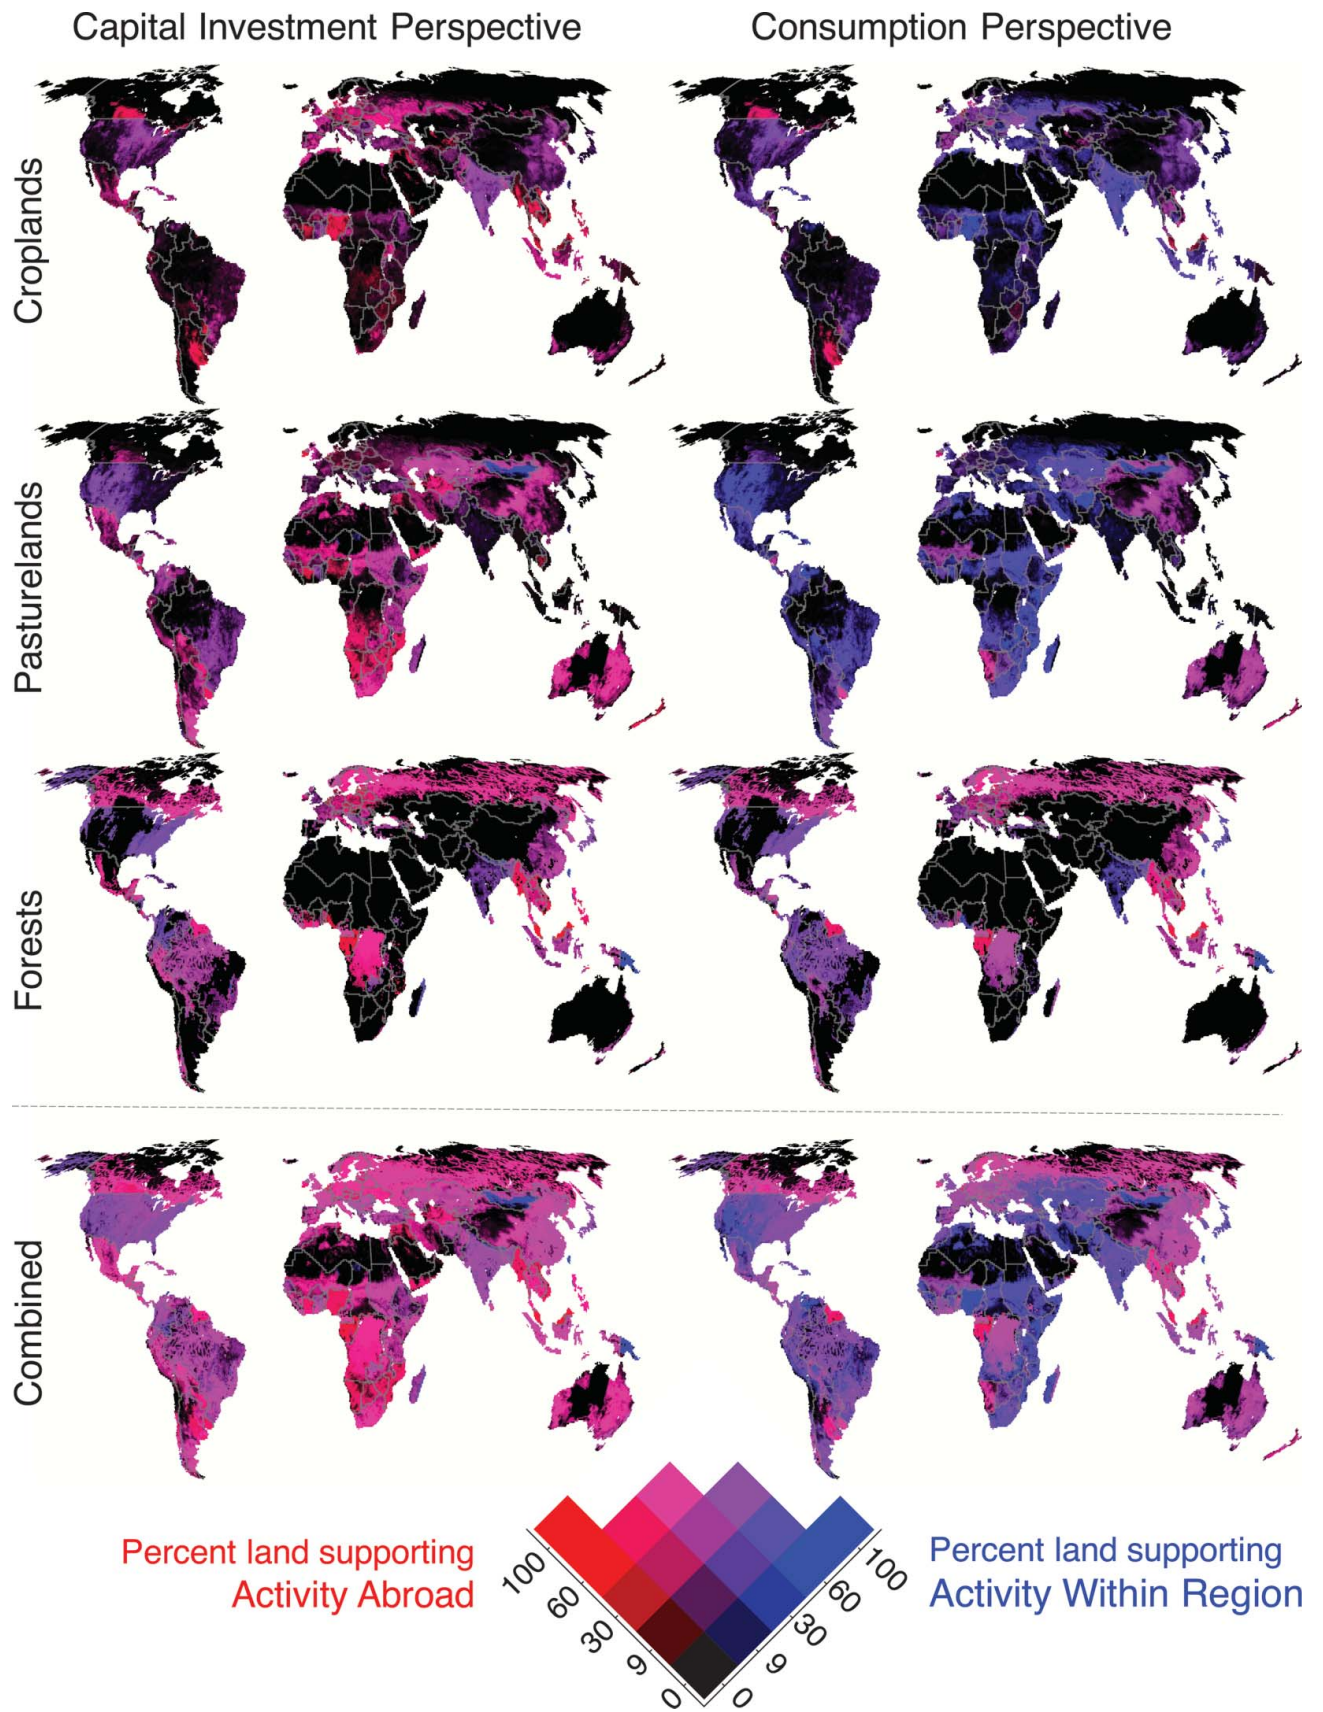 Capital Investment Perspective
Consumption Perspective
Croplands
Pasturelands
Forests
Combined
Percent land supporting
Activity Abroad
100
60
30
9
0
0
9
30
60
100
Percent land supporting
Activity Within Region